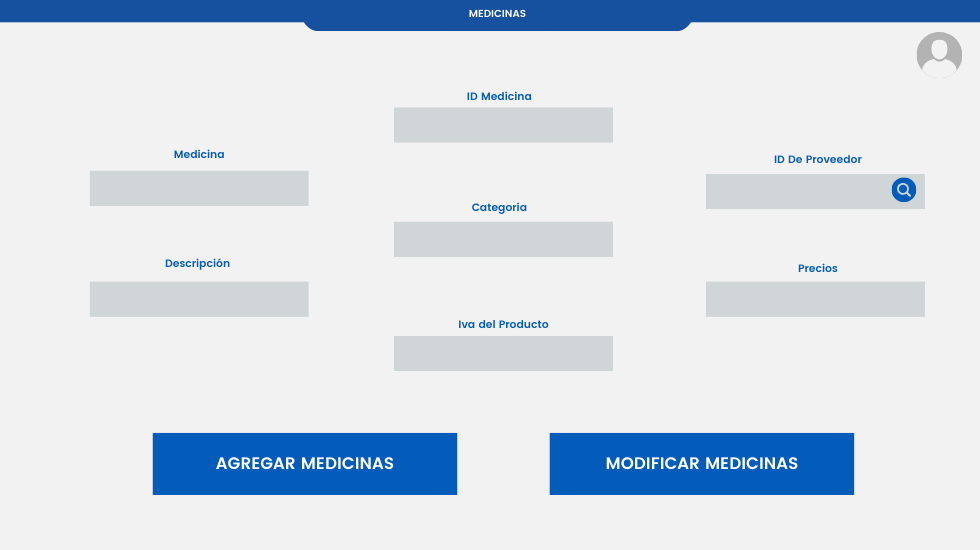 MEDICINAS
ID Medicina
Medicina
ID De Proveedor
Categoria
Descripción
Precios
Iva del Producto
AGREGAR MEDICINAS
MODIFICAR MEDICINAS